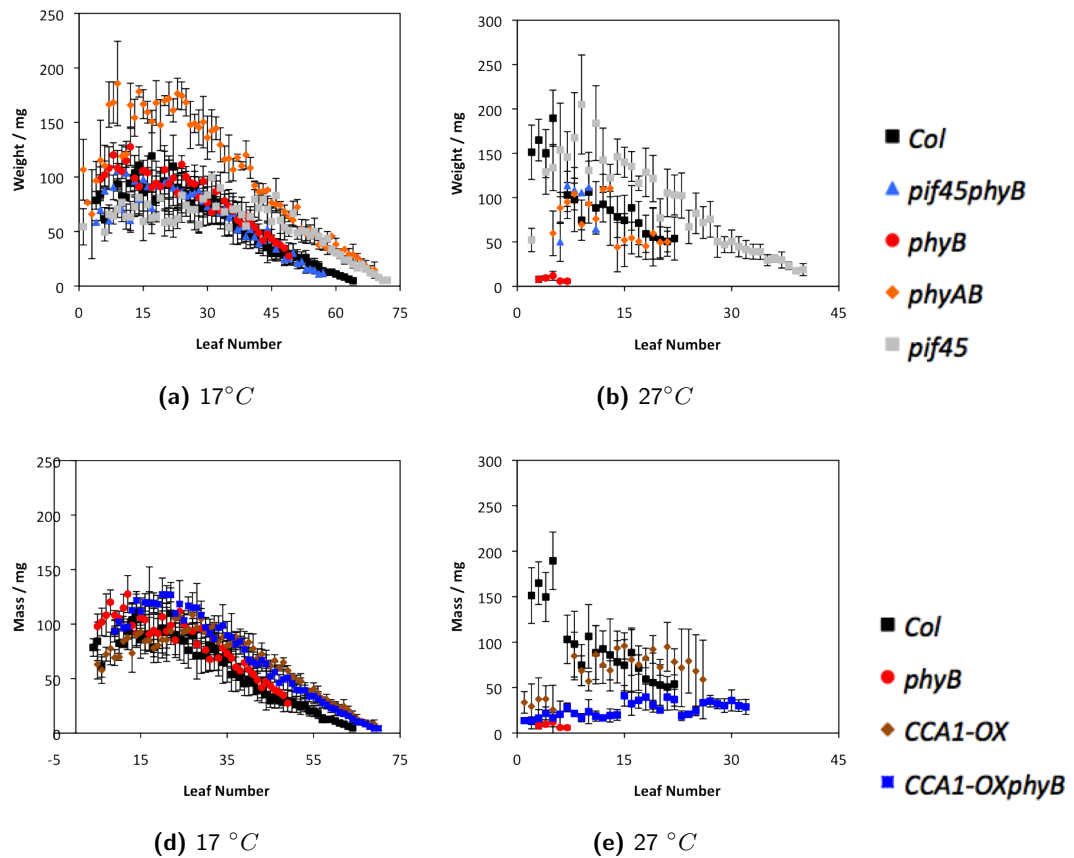 250
200
150
100
50
0
Weight / mg
0
15
30
45
60
75
Leaf Number
(a) 17°C
300
250
200
150
100
50
0
Weight / mg
0
15
30
45
Leaf Number
(b) 27°C
Col
pif45phyB
phyB
phyAB
pif45
250
200
150
100
50
0
Mass / mg
-5
15
35
55
75
Leaf Number
(d) 17 °C
300
250
200
150
100
50
0
Mass / mg
0
15
30
45
Leaf Number
(e) 27 °C
Col
phyB
CCA1-OX
CCA1-OXphyB